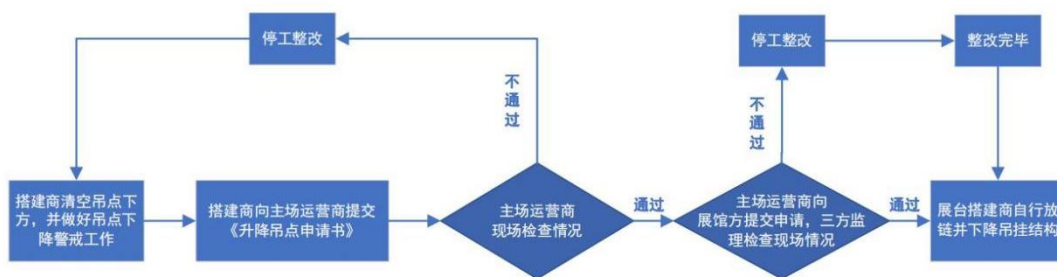 停工整改
停工整改
整改完毕
不通过
不通过
搭建商清空吊点下
方，并做好吊点下
降警戒工作
搭建商向主场运营商提交
《升降吊点申请书》
主场运营商
现场检查情况
通过
主场运营商向
展馆方提交申请，三方监
理检查现场情况
通过
展台搭建商自行放
链并下降吊挂结构